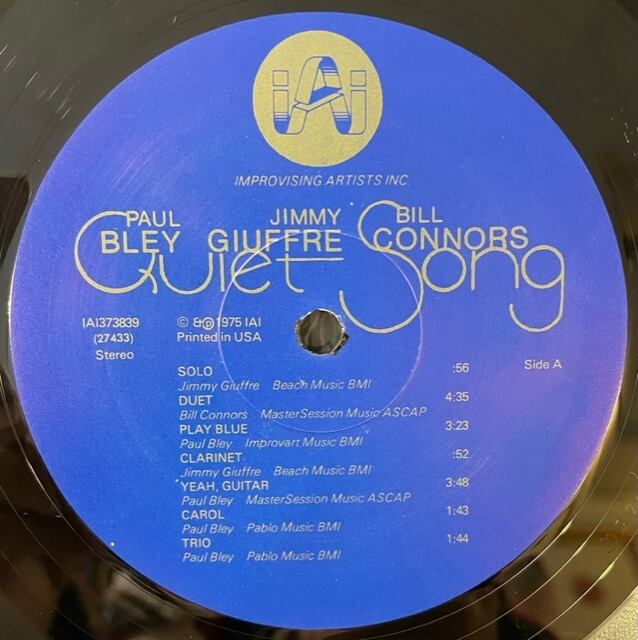 iAi
IMPROVISING ARTISTS INC.
PAUL BLEY
JIMMY GIUFFRE
BILL CONNORS
Quiet Song
IAI373839
(27433)
Stereo
© & ℗ 1975 IAI
Printed in USA
Side A
SOLO :56
Jimmy Giuffre Beach Music BMI
DUET 4:35
Bill Connors MasterSession Music ASCAP
PLAY BLUE 3:23
Paul Bley Improvart Music BMI
CLARINET :52
Jimmy Giuffre Beach Music BMI
YEAH, GUITAR 3:48
Paul Bley MasterSession Music ASCAP
CAROL 1:43
Paul Bley Pablo Music BMI
TRIO 1:44
Paul Bley Pablo Music BMI